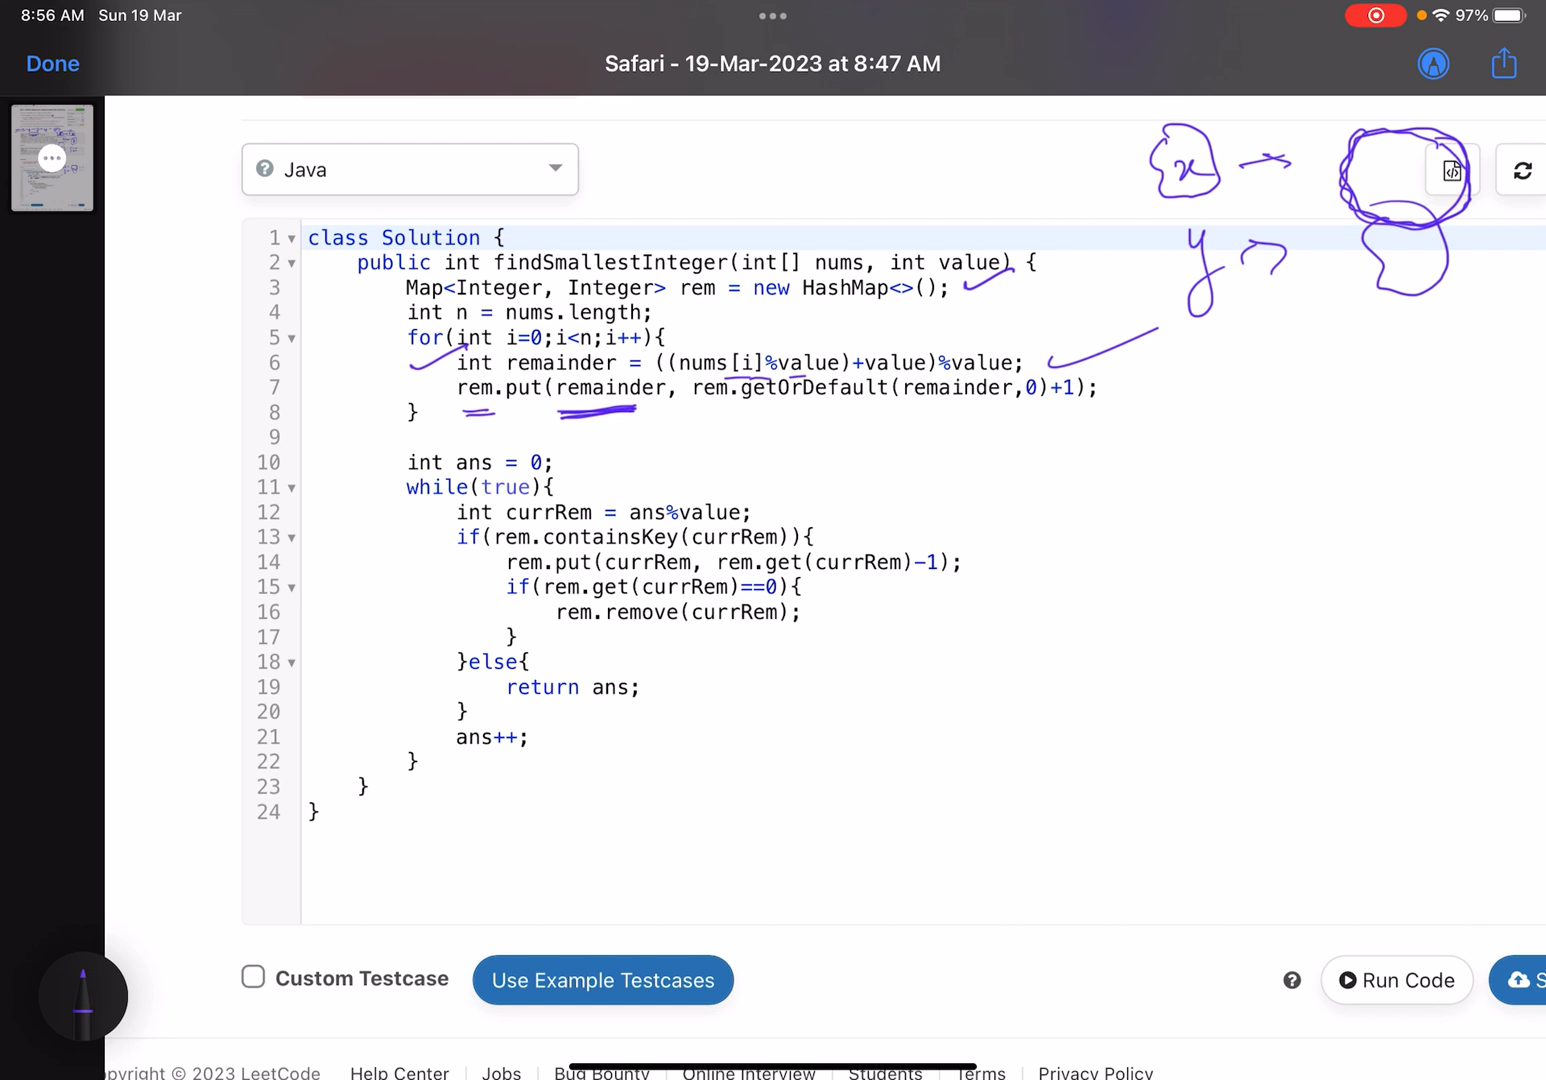 8:56 AM Sun 19 Mar
97%
Done
Safari - 19-Mar-2023 at 8:47 AM
Java
x
y
1 class Solution {
2 public int findSmallestInteger(int[] nums, int value) {
3 Map<Integer, Integer> rem = new HashMap<>();
4 int n = nums.length;
5 for(int i=0;i<n;i++){
6 int remainder = ((nums[i]%value)+value)%value;
7 rem.put(remainder, rem.getOrDefault(remainder,0)+1);
8 }
9
10 int ans = 0;
11 while(true){
12 int currRem = ans%value;
13 if(rem.containsKey(currRem)){
14 rem.put(currRem, rem.get(currRem)-1);
15 if(rem.get(currRem)==0){
16 rem.remove(currRem);
17 }
18 }else{
19 return ans;
20 }
21 ans++;
22 }
23 }
24 }
Custom Testcase
Use Example Testcases
Run Code
S
opyright © 2023 LeetCode
Help Center
Jobs
Bug Bounty
Online Interview
Students
Terms
Privacy Policy